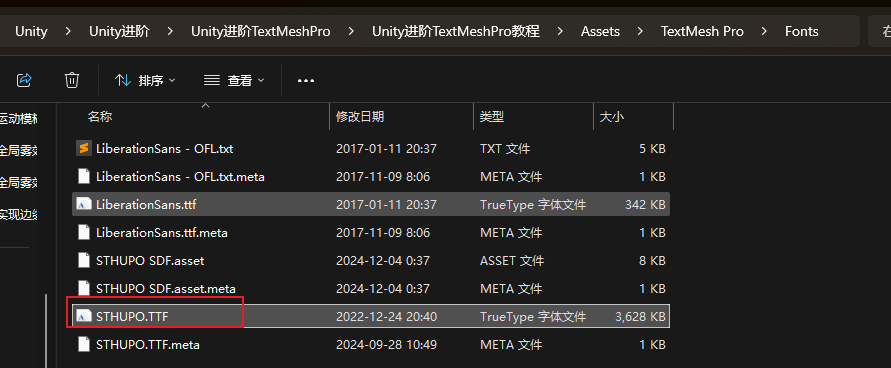 Unity > Unity进阶 > Unity进阶TextMeshPro > Unity进阶TextMeshPro教程 > Assets > TextMesh Pro > Fonts > 在
排序 查看 ...
名称 修改日期 类型 大小
运动模糊
LiberationSans - OFL.txt 2017-01-11 20:37 TXT 文件 5 KB
全局雾效
LiberationSans - OFL.txt.meta 2017-11-09 8:06 META 文件 1 KB
全局雾效
LiberationSans.ttf 2017-01-11 20:37 TrueType 字体文件 342 KB
实现边缘
LiberationSans.ttf.meta 2017-11-09 8:06 META 文件 1 KB
STHUPO SDF.asset 2024-12-04 0:37 ASSET 文件 8 KB
STHUPO SDF.asset.meta 2024-12-04 0:37 META 文件 1 KB
STHUPO.TTF 2022-12-24 20:40 TrueType 字体文件 3,628 KB
STHUPO.TTF.meta 2024-09-28 10:49 META 文件 1 KB